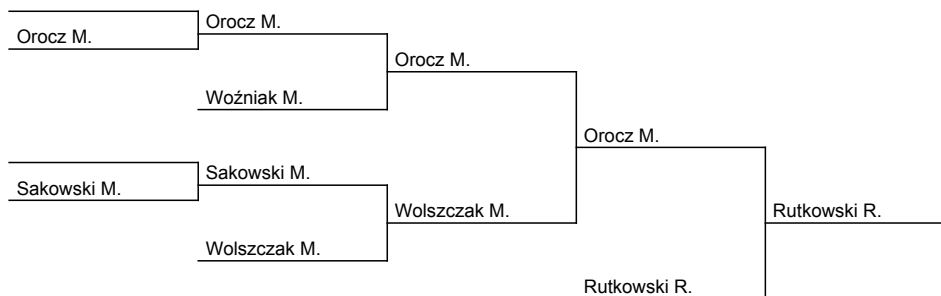 Orocz M.
Orocz M.
Orocz M.
Woźniak M.
Orocz M.
Sakowski M.
Sakowski M.
Wolszczak M.
Rutkowski R.
Wolszczak M.
Rutkowski R.